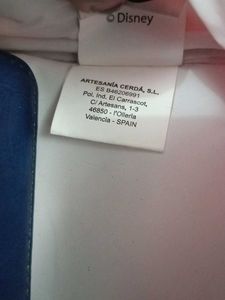 © Disney
ARTESANÍA CERDÁ, S.L.
ES B46206991
Pol. Ind. El Carrascot,
C/ Artesans, 1-3
46850 - l'Olleria
Valencia - SPAIN